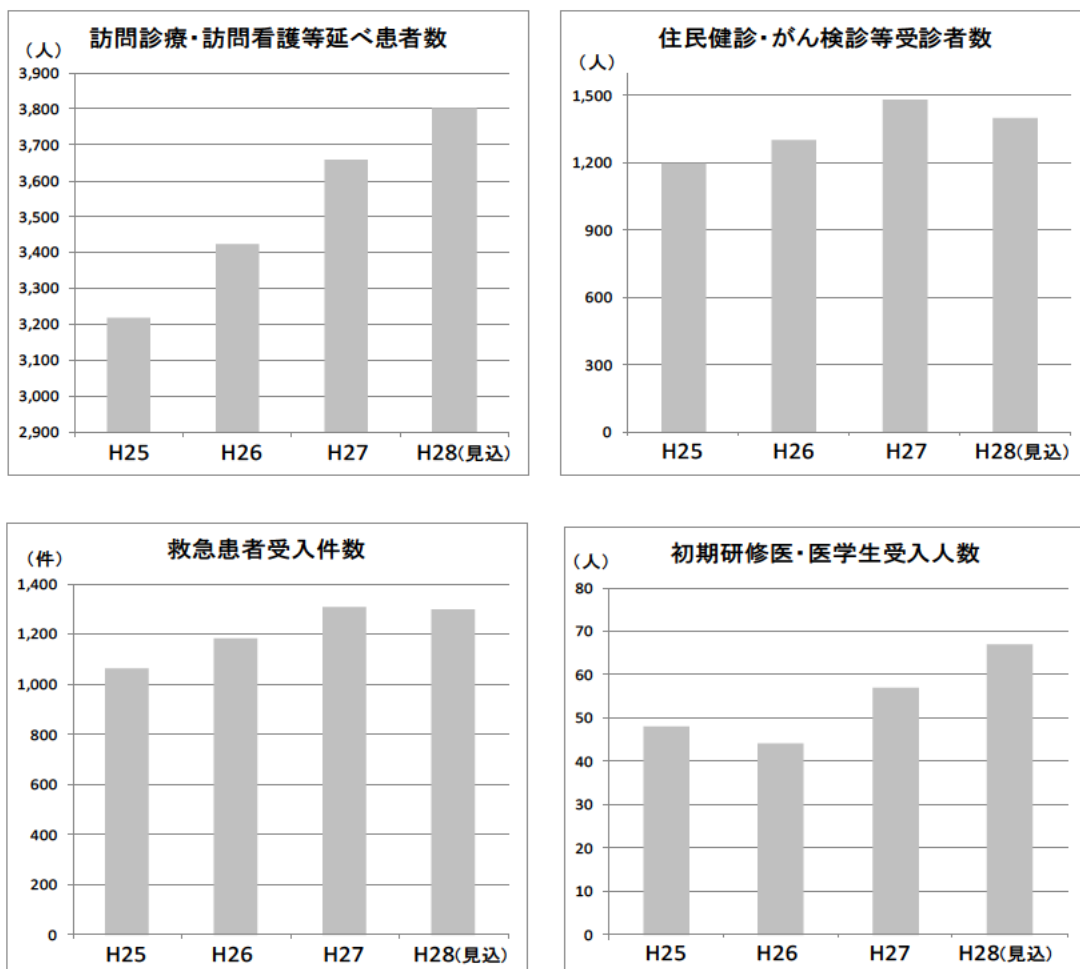 訪問診療・訪問看護等延べ患者数
（人）
3,900
3,800
3,700
3,600
3,500
3,400
3,300
3,200
3,100
3,000
2,900
H25 H26 H27 H28(見込)
住民健診・がん検診等受診者数
（人）
1,500
1,200
900
600
300
0
H25 H26 H27 H28(見込)
救急患者受入件数
（件）
1,400
1,200
1,000
800
600
400
200
0
H25 H26 H27 H28(見込)
初期研修医・医学生受入人数
（人）
80
70
60
50
40
30
20
10
0
H25 H26 H27 H28(見込)